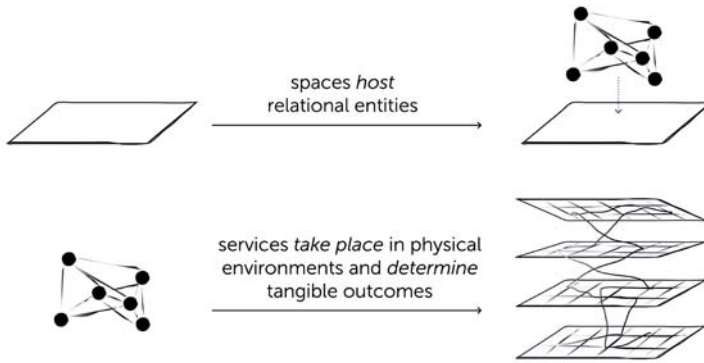 spaces host
relational entities
services take place in physical
environments and determine
tangible outcomes